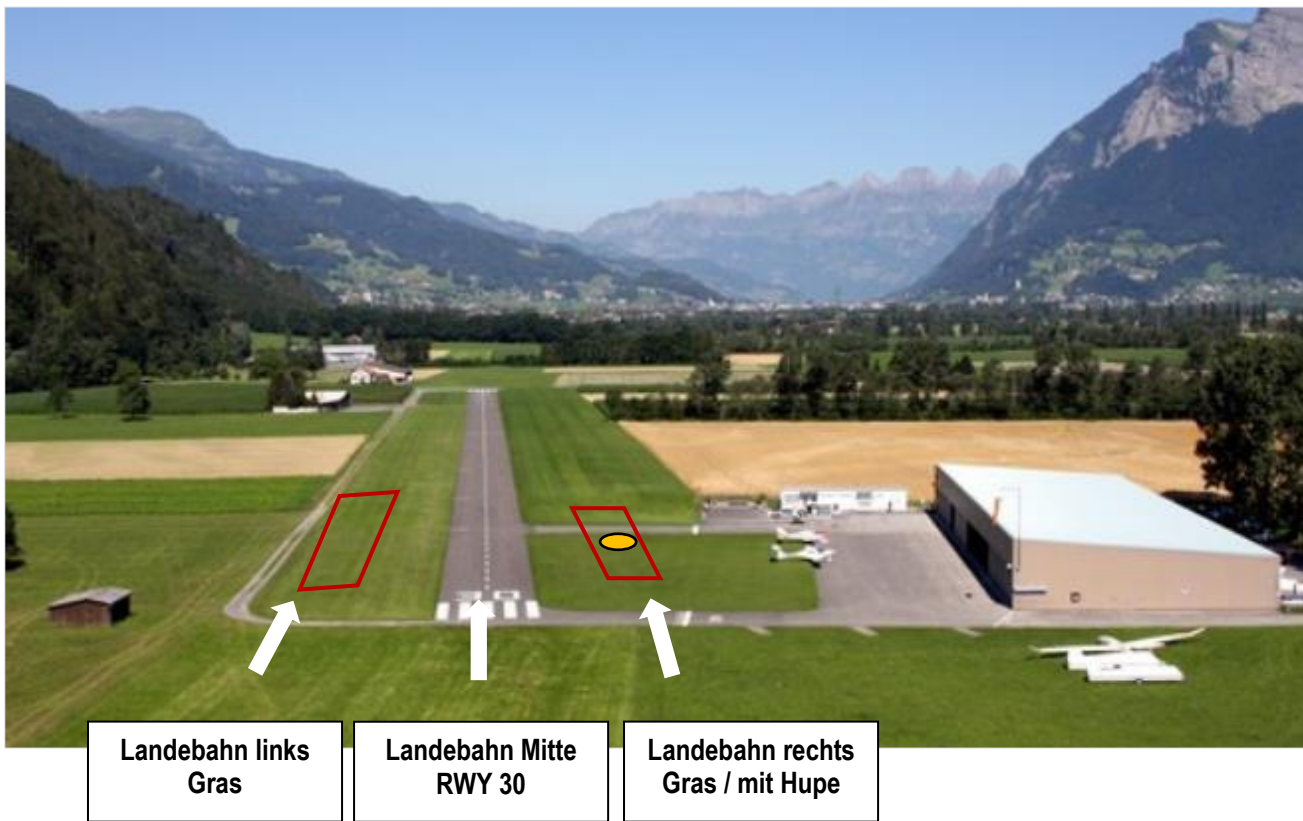 Landebahn links
Gras
Landebahn Mitte
RWY 30
Landebahn rechts
Gras / mit Hupe